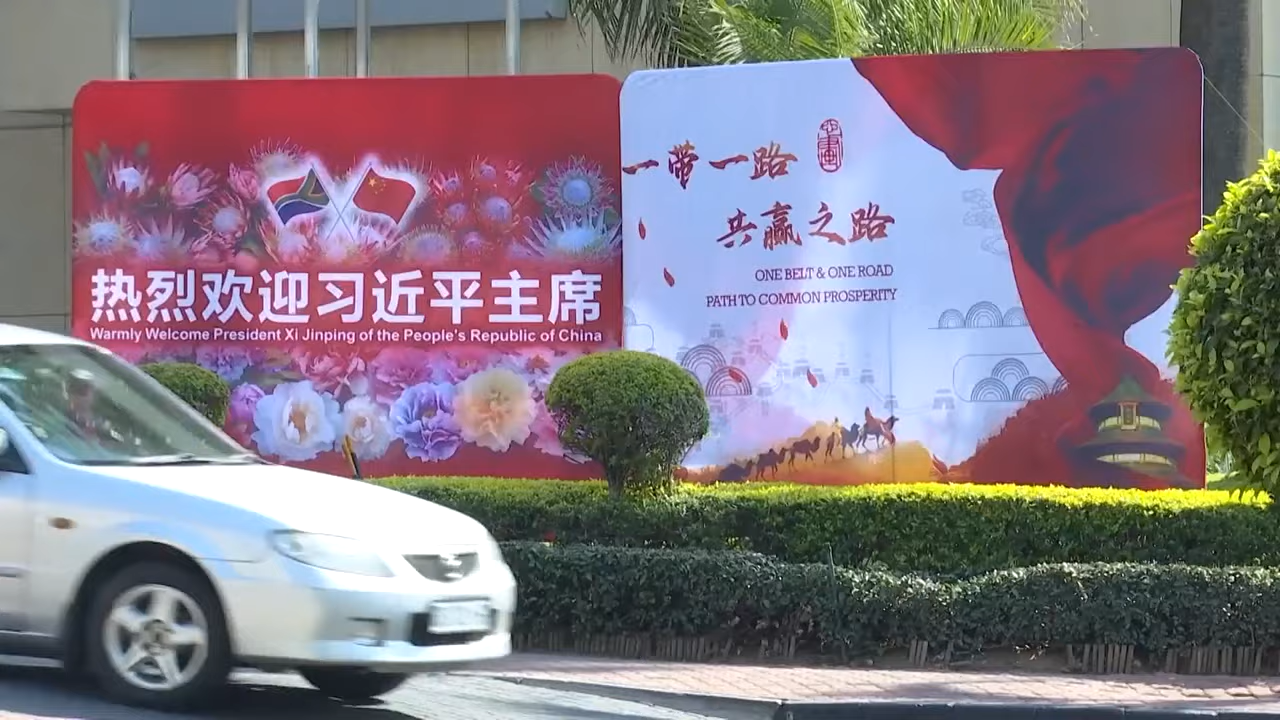 热烈欢迎习近平主席
Warmly Welcome President Xi Jinping of the People's Republic of China
一带一路
共赢之路
ONE BELT & ONE ROAD
PATH TO COMMON PROSPERITY